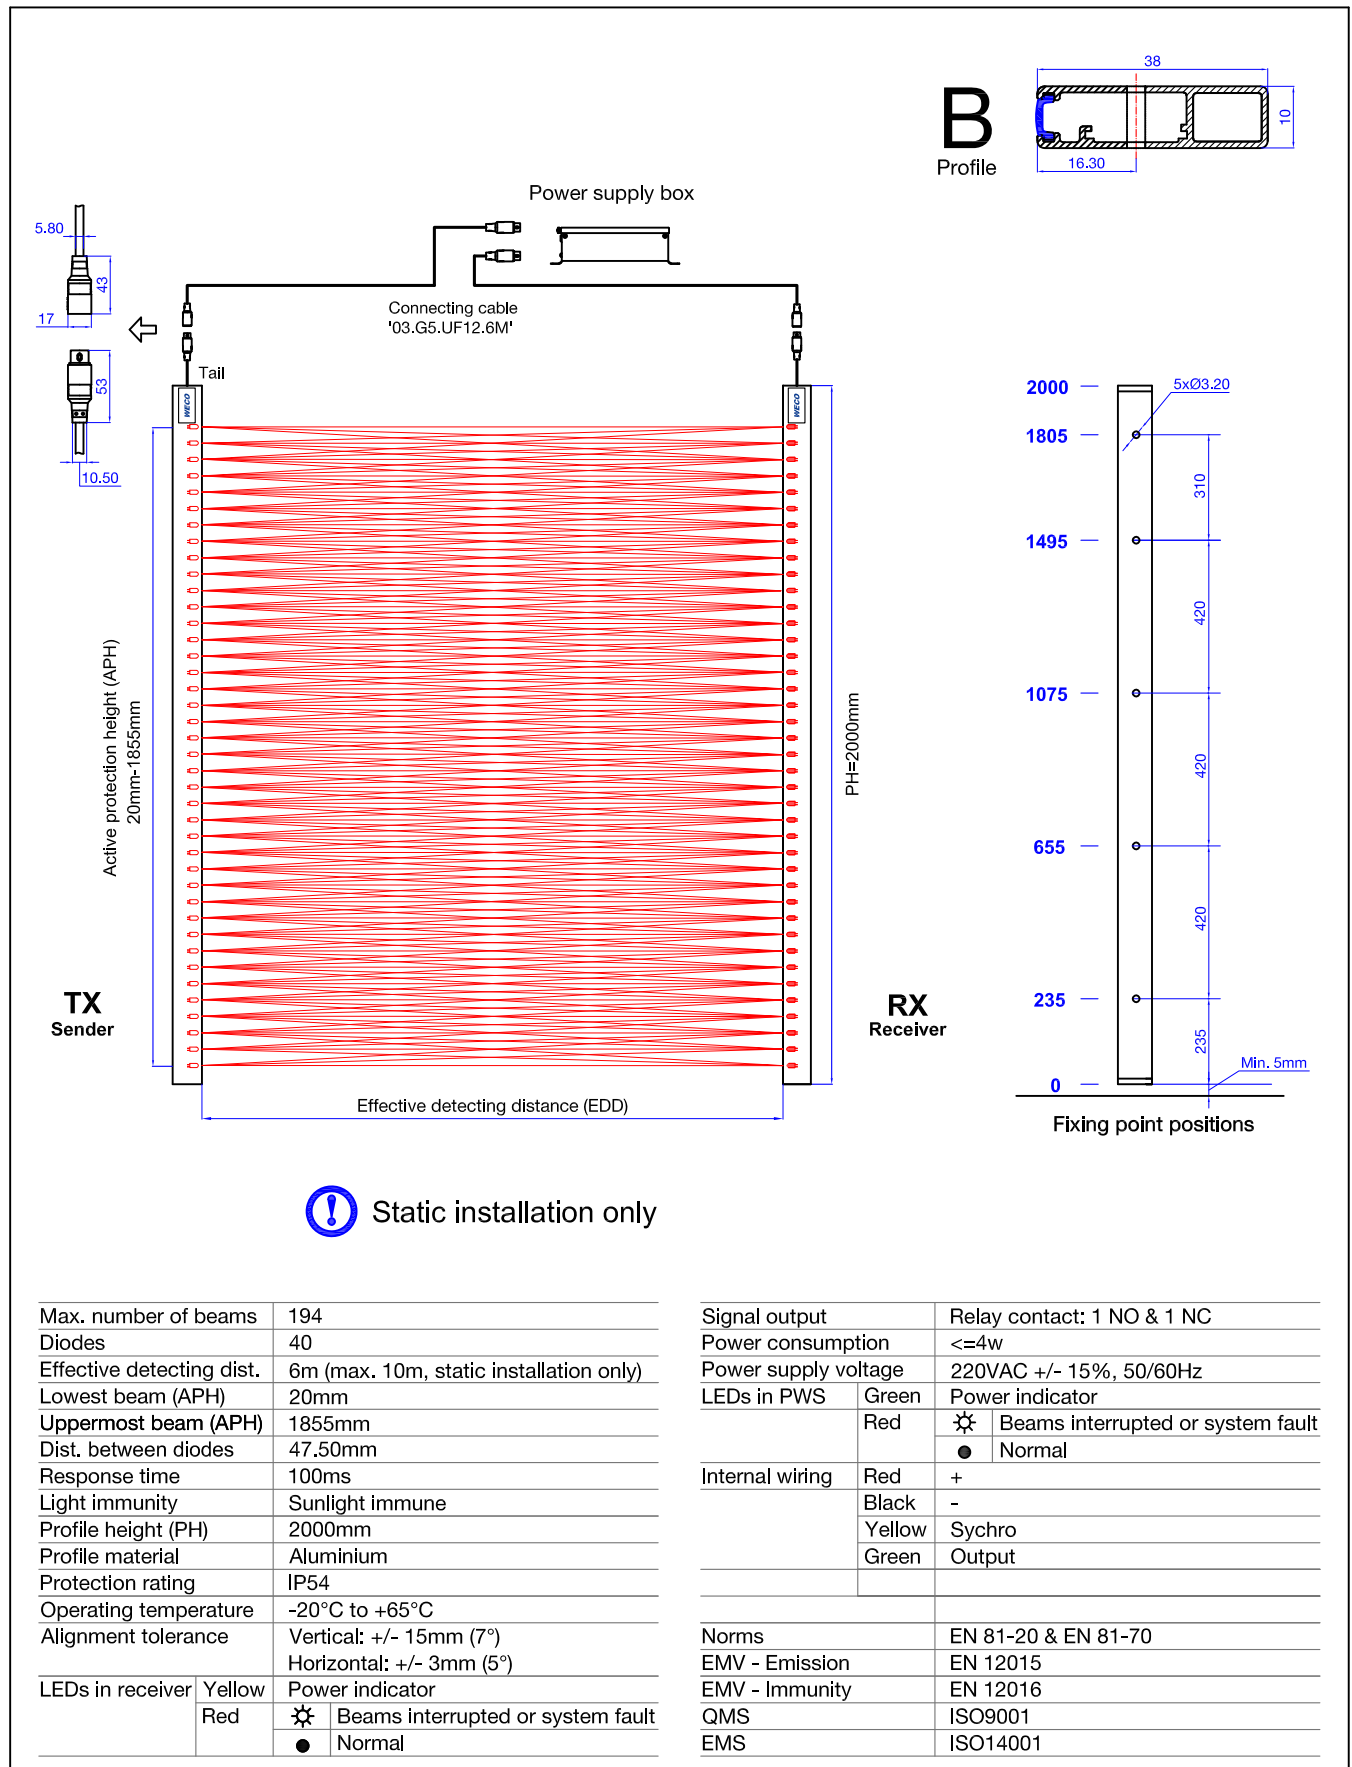 38
10
16.30
B
Profile
Power supply box
5.80
43
17
53
10.50
Connecting cable
'03.G5.UF12.6M'
Tail
WECO
WECO
Active protection height (APH)
20mm-1855mm
PH=2000mm
TX
Sender
RX
Receiver
Effective detecting distance (EDD)
2000
5xØ3.20
1805
310
1495
420
1075
420
655
420
235
235
Min. 5mm
0
Fixing point positions
Static installation only
Max. number of beams 194
Diodes 40
Effective detecting dist. 6m (max. 10m, static installation only)
Lowest beam (APH) 20mm
Uppermost beam (APH) 1855mm
Dist. between diodes 47.50mm
Response time 100ms
Light immunity Sunlight immune
Profile height (PH) 2000mm
Profile material Aluminium
Protection rating IP54
Operating temperature -20°C to +65°C
Alignment tolerance Vertical: +/- 15mm (7°)
Horizontal: +/- 3mm (5°)
LEDs in receiver Yellow Power indicator
Red Beams interrupted or system fault
Normal
Signal output Relay contact: 1 NO & 1 NC
Power consumption <=4w
Power supply voltage 220VAC +/- 15%, 50/60Hz
LEDs in PWS Green Power indicator
Red Beams interrupted or system fault
Normal
Internal wiring Red +
Black -
Yellow Sychro
Green Output
Norms EN 81-20 & EN 81-70
EMV - Emission EN 12015
EMV - Immunity EN 12016
QMS ISO9001
EMS ISO14001